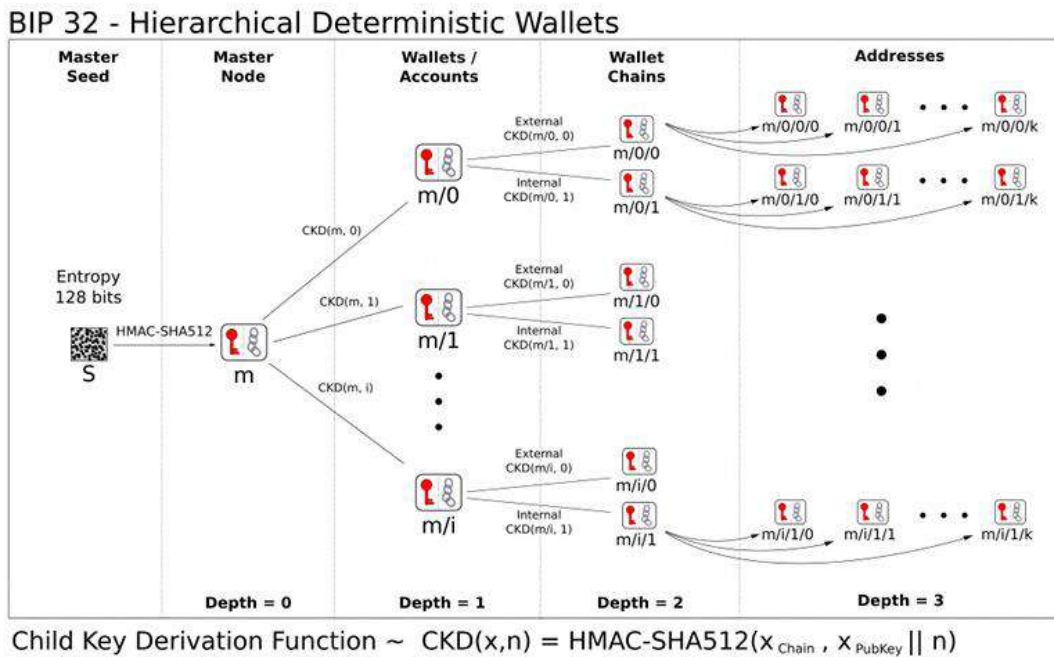 BIP 32 - Hierarchical Deterministic Wallets
Master
Seed
Master
Node
Wallets /
Accounts
Wallet
Chains
Addresses
Entropy
128 bits
HMAC-SHA512
S
m
CKD(m, 0)
CKD(m, 1)
CKD(m, i)
m/0
m/1
m/i
External
CKD(m/0, 0)
Internal
CKD(m/0, 1)
External
CKD(m/1, 0)
Internal
CKD(m/1, 1)
External
CKD(m/i, 0)
Internal
CKD(m/i, 1)
m/0/0
m/0/1
m/1/0
m/1/1
m/i/0
m/i/1
m/0/0/0 m/0/0/1 m/0/0/k
m/0/1/0 m/0/1/1 m/0/1/k
m/i/1/0 m/i/1/1 m/i/1/k
Depth = 0
Depth = 1
Depth = 2
Depth = 3
Child Key Derivation Function ~ CKD(x,n) = HMAC-SHA512(x Chain , x PubKey || n)